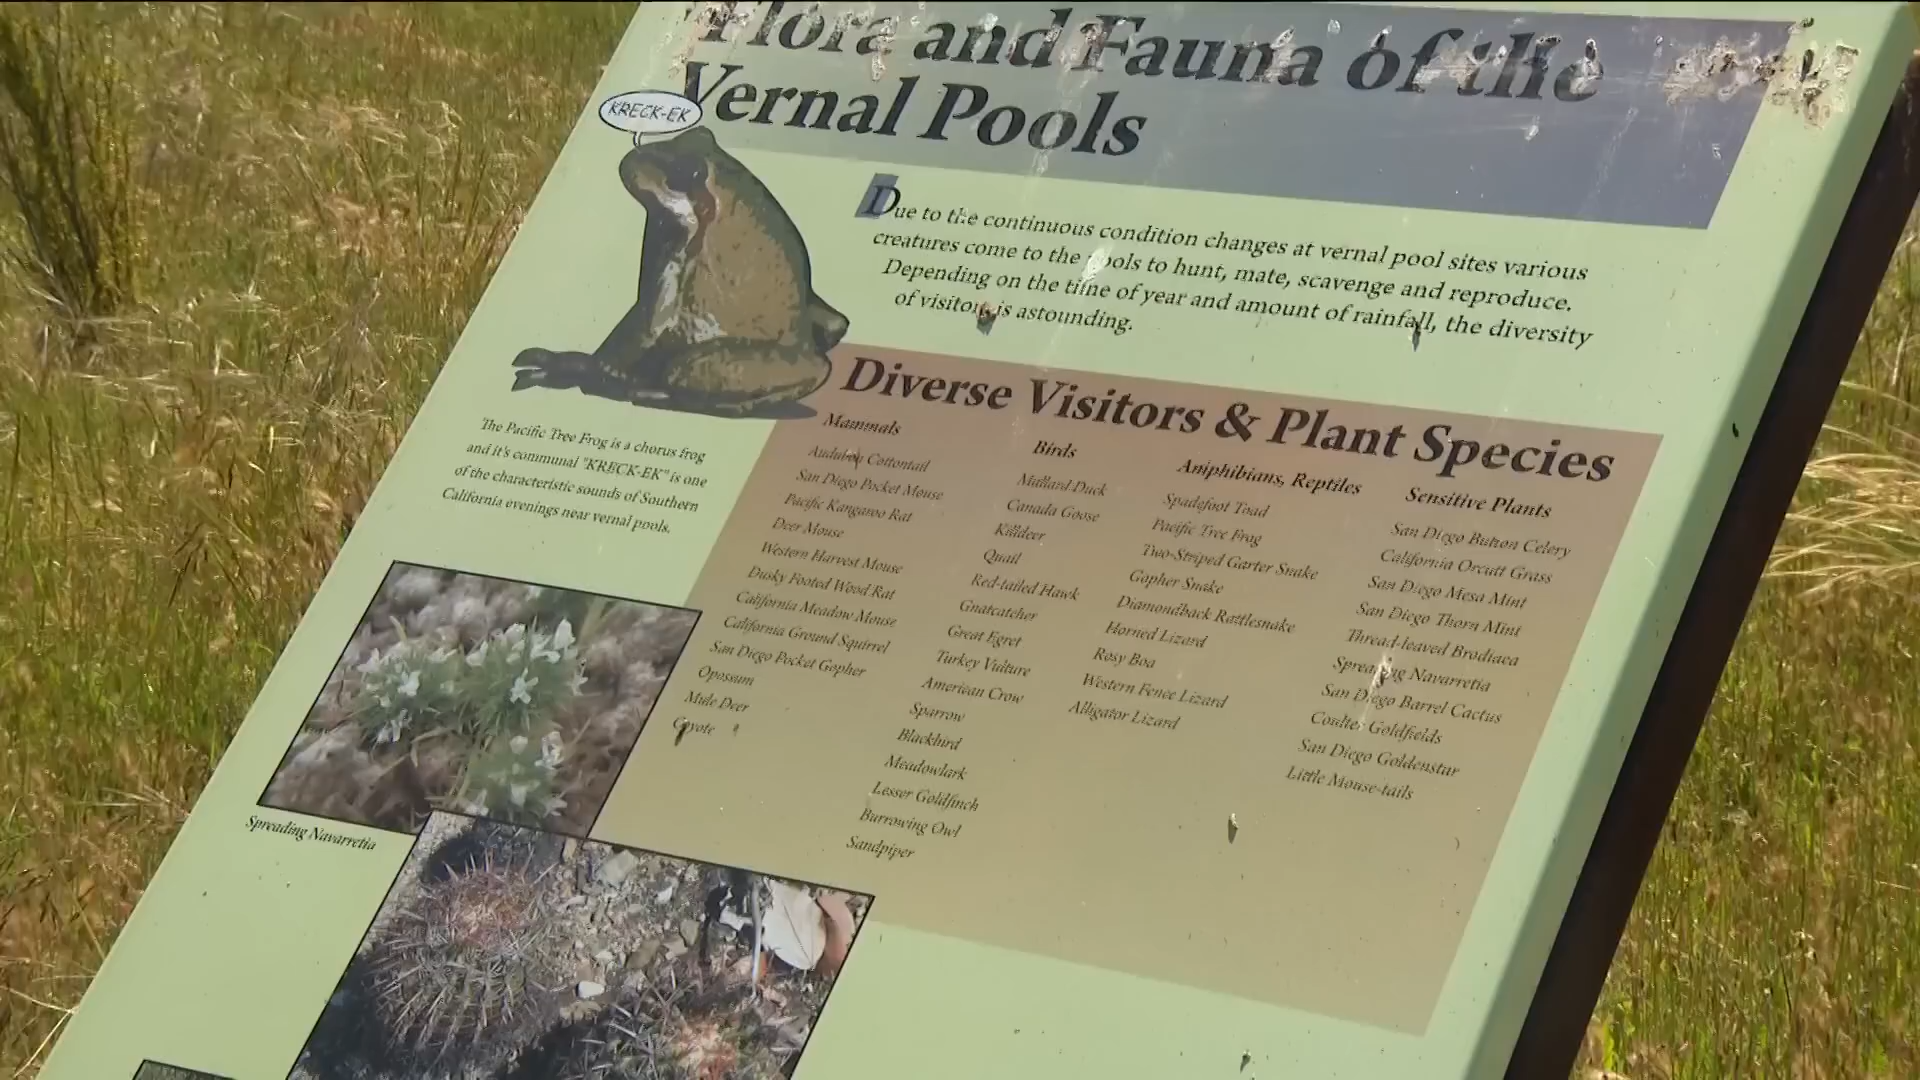 Flora and Fauna of the
Vernal Pools
KRECK-EK
Due to the continuous condition changes at vernal pool sites various
creatures come to the pools to hunt, mate, scavenge and reproduce.
Depending on the time of year and amount of rainfall, the diversity
of visitors is astounding.
The Pacific Tree Frog is a chorus frog
and it's communal "KRECK-EK" is one
of the characteristic sounds of Southern
California evenings near vernal pools.
Diverse Visitors & Plant Species
Mammals
Audubon Cottontail
San Diego Pocket Mouse
Pacific Kangaroo Rat
Deer Mouse
Western Harvest Mouse
Dusky Footed Wood Rat
California Meadow Mouse
California Ground Squirrel
San Diego Pocket Gopher
Opossum
Mule Deer
Coyote
Birds
Mallard Duck
Canada Goose
Killdeer
Quail
Red-tailed Hawk
Gnatcatcher
Great Egret
Turkey Vulture
American Crow
Sparrow
Blackbird
Meadowlark
Lesser Goldfinch
Burrowing Owl
Sandpiper
Amphibians, Reptiles
Spadefoot Toad
Pacific Tree Frog
Two-Striped Garter Snake
Gopher Snake
Diamondback Rattlesnake
Horned Lizard
Rosy Boa
Western Fence Lizard
Alligator Lizard
Sensitive Plants
San Diego Button Celery
California Orcutt Grass
San Diego Mesa Mint
San Diego Thorn Mint
Thread-leaved Brodiaea
Spreading Navarretia
San Diego Barrel Cactus
Coulter Goldfields
San Diego Goldenstar
Little Mouse-tails
Spreading Navarretia